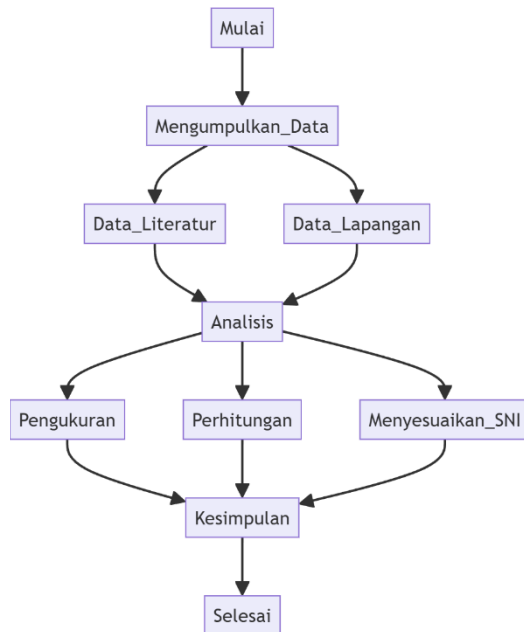 Mulai
Mengumpulkan_Data
Data_Literatur
Data_Lapangan
Analisis
Pengukuran
Perhitungan
Menyesuaikan_SNI
Kesimpulan
Selesai